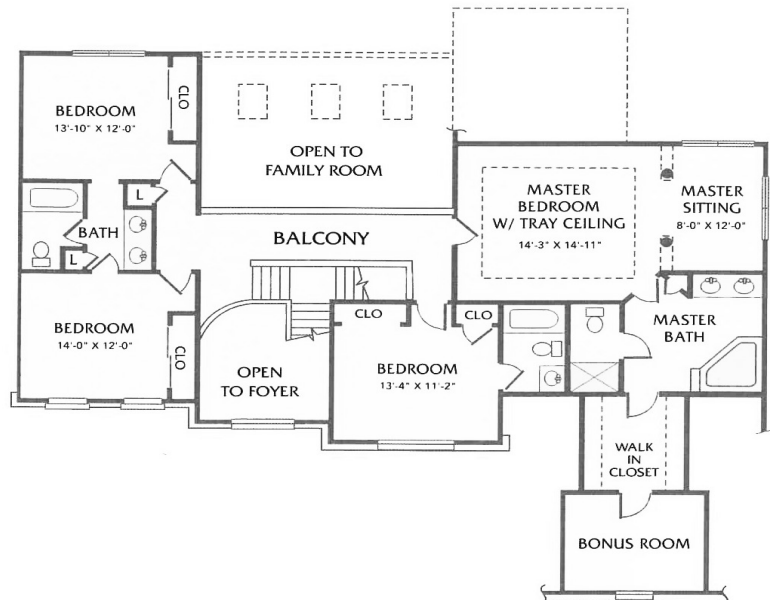 BEDROOM
13'-10" X 12'-0"
CLO
OPEN TO
FAMILY ROOM
MASTER
BEDROOM
W/ TRAY CEILING
14'-3" X 14'-11"
MASTER
SITTING
8'-0" X 12'-0"
L
BATH
L
BALCONY
BEDROOM
14'-0" X 12'-0"
CLO
OPEN
TO FOYER
CLO
CLO
BEDROOM
13'-4" X 11'-2"
MASTER
BATH
WALK
IN
CLOSET
BONUS ROOM